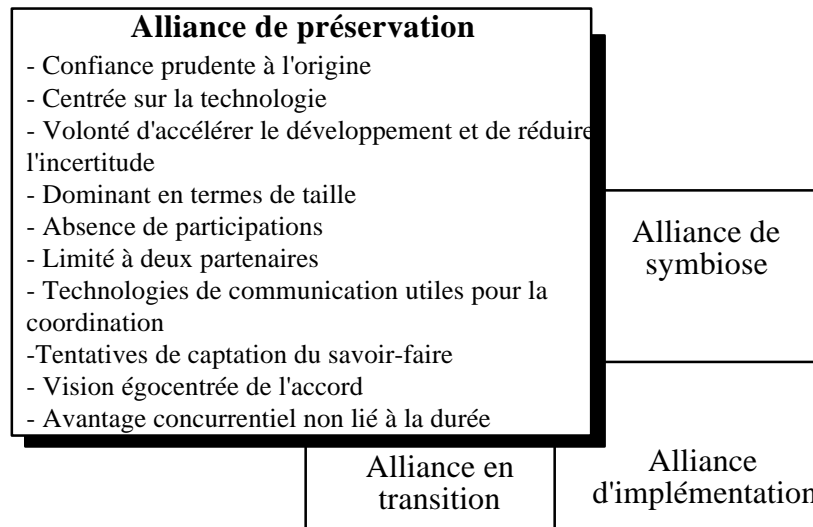 Alliance de préservation
- Confiance prudente à l'origine
- Centrée sur la technologie
- Volonté d'accélérer le développement et de réduire
l'incertitude
- Dominant en termes de taille
- Absence de participations
- Limité à deux partenaires
- Technologies de communication utiles pour la
coordination
-Tentatives de captation du savoir-faire
- Vision égocentrée de l'accord
- Avantage concurrentiel non lié à la durée
Alliance de
symbiose
Alliance en
transition
Alliance
d'implémentation